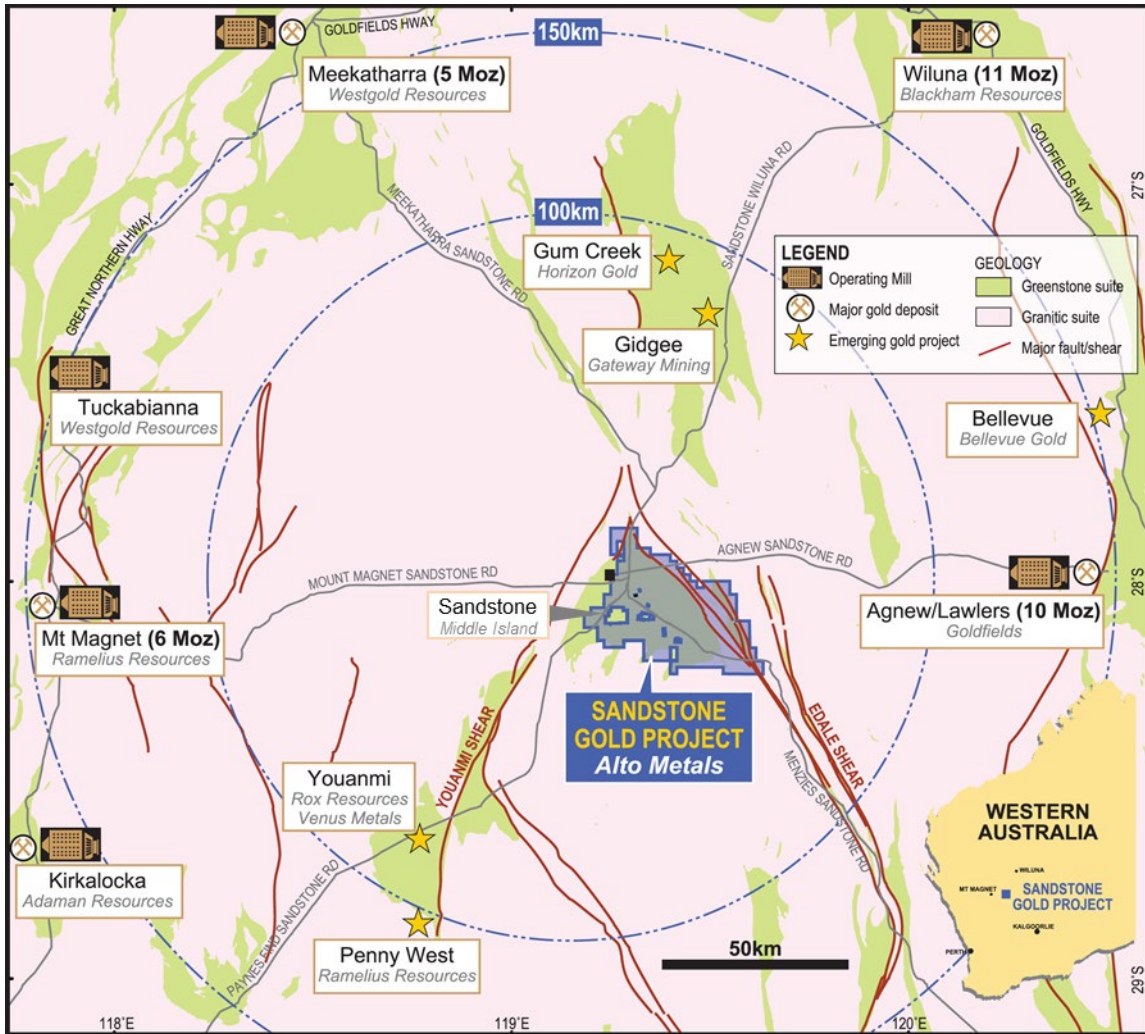 GOLDFIELDS HWY
150km
Meekatharra (5 Moz)
Westgold Resources
Wiluna (11 Moz)
Blackham Resources
GOLDFIELDS HWY
27°S
GREAT NORTHERN HWAY
MEEKATHARRA SANDSTONE RD
SANDSTONE WILUNA RD
100km
Gum Creek
Horizon Gold
Gidgee
Gateway Mining
LEGEND
Operating Mill
Major gold deposit
Emerging gold project
GEOLOGY
Greenstone suite
Granitic suite
Major fault/shear
Tuckabianna
Westgold Resources
Bellevue
Bellevue Gold
MOUNT MAGNET SANDSTONE RD
AGNEW SANDSTONE RD
28°S
Sandstone
Middle Island
Mt Magnet (6 Moz)
Ramelius Resources
Agnew/Lawlers (10 Moz)
Goldfields
SANDSTONE
GOLD PROJECT
Alto Metals
YOUANMI SHEAR
EDALE SHEAR
MENZIES SANDSTONE RD
Youanmi
Rox Resources
Venus Metals
Kirkalocka
Adaman Resources
PAYNES FIND SANDSTONE RD
Penny West
Ramelius Resources
50km
WESTERN
AUSTRALIA
WILUNA
MT MAGNET
SANDSTONE
GOLD PROJECT
KALGOORLIE
PERTH
29°S
118°E
119°E
120°E